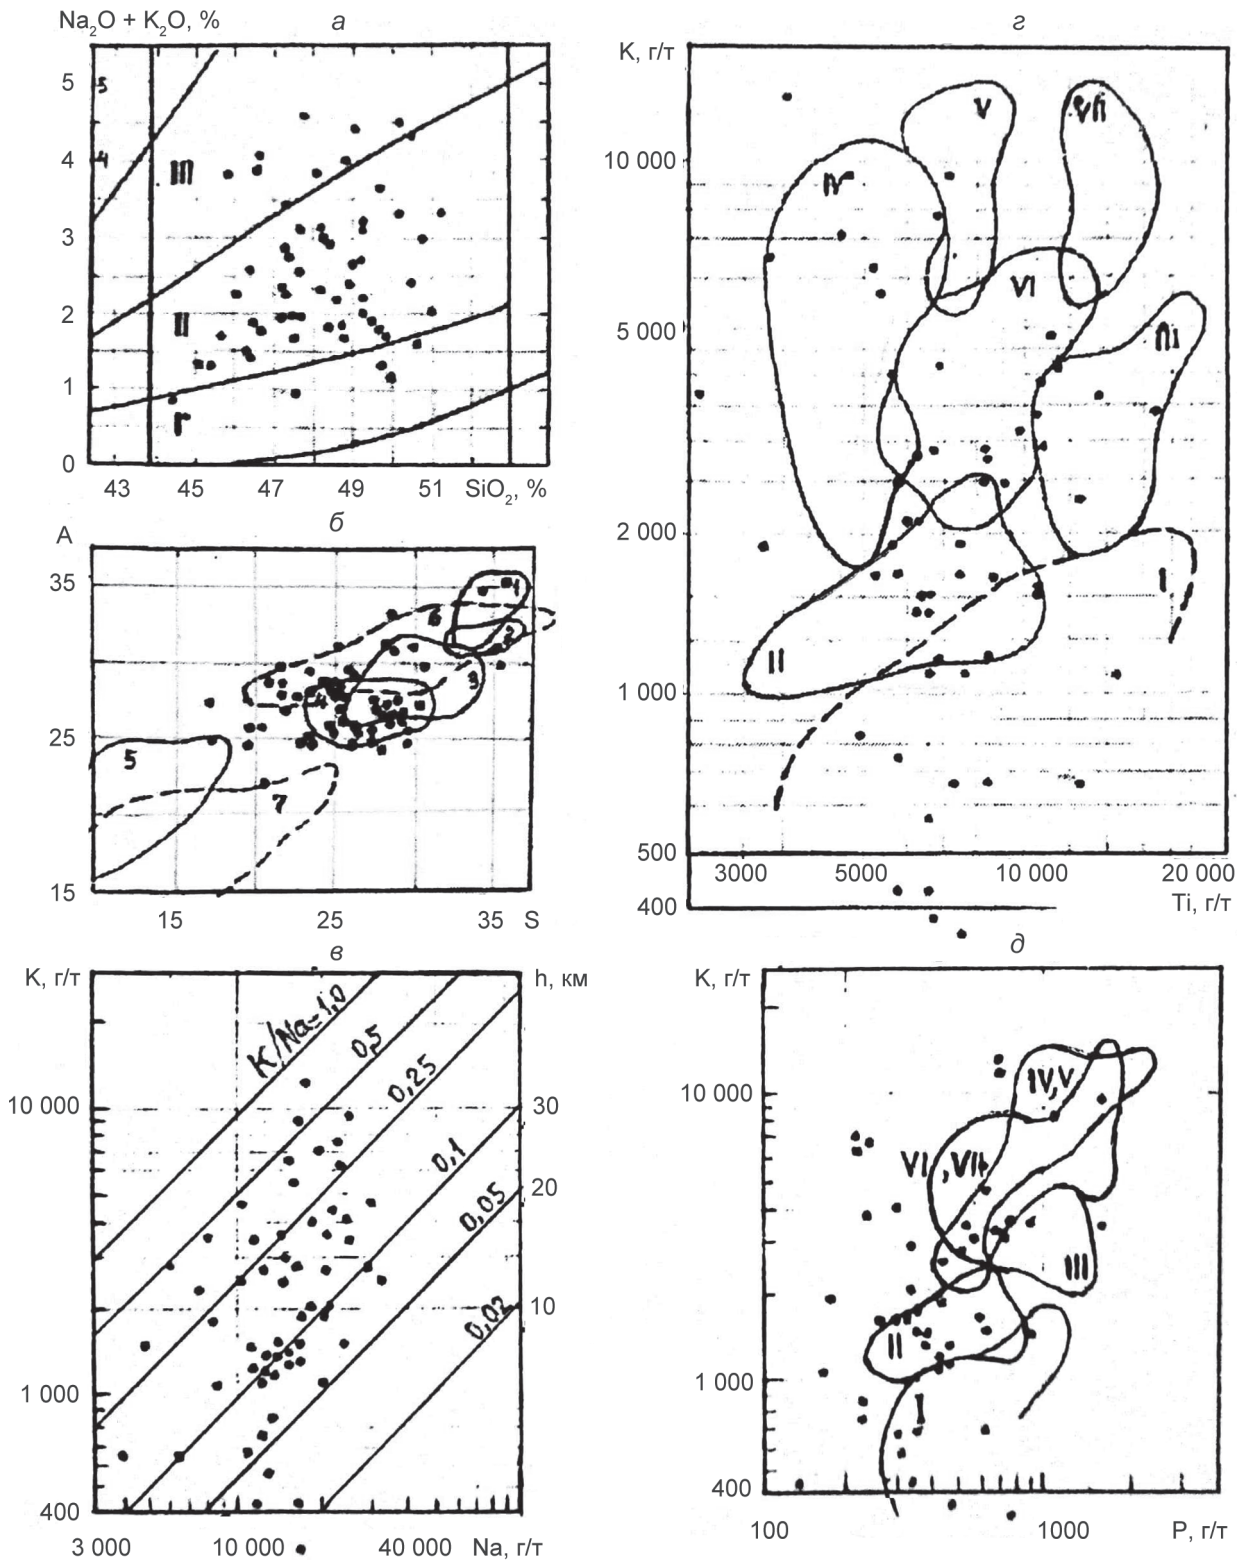 Na₂O + K₂O, %
а
5
5
4
4
III
3
2
II
1
I
0
43
45
47
49
51
SiO₂, %
б
А
35
1
6
2
3
4
25
5
7
15
15
25
35
S
в
К, г/т
h, км
K/Na=1,0
0,5
0,25
10 000
30
0,1
20
0,05
10
0,02
1 000
400
3 000
10 000
40 000
Na, г/т
г
К, г/т
V
VII
10 000
IV
VI
5 000
III
2 000
I
II
1 000
500
3000
5000
10 000
20 000
400
Ti, г/т
д
К, г/т
10 000
IV, V
VI, VII
III
II
1 000
I
400
100
1000
P, г/т